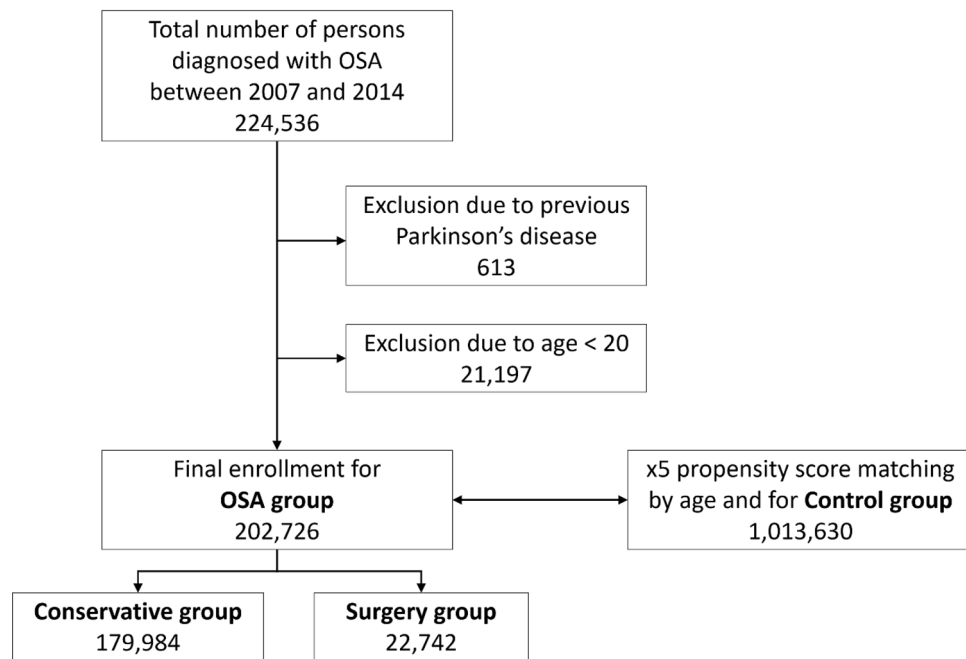 Total number of persons
diagnosed with OSA
between 2007 and 2014
224,536
Exclusion due to previous
Parkinson’s disease
613
Exclusion due to age < 20
21,197
Final enrollment for
OSA group
202,726
x5 propensity score matching
by age and for Control group
1,013,630
Conservative group
179,984
Surgery group
22,742